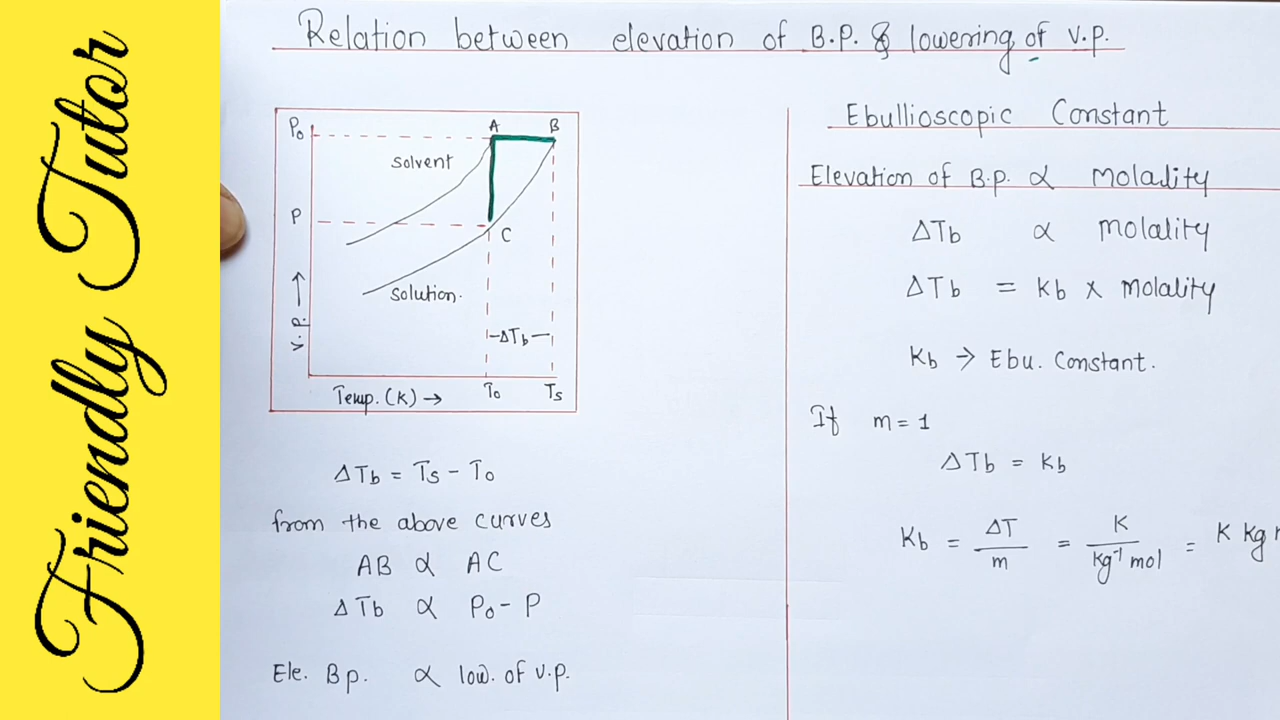 Friendly Tutor
Relation between elevation of B.P. & lowering of V.P.
P₀
A
B
solvent
P
C
solution.
V.P. →
-ΔTb-
Temp. (K) →
T₀
Ts
ΔTb = Ts - T₀
from the above curves
AB ∝ AC
ΔTb ∝ P₀ - P
Ele. B p. ∝ low. of v.p.
Ebullioscopic Constant
Elevation of B.p. ∝ Molality
ΔTb ∝ Molality
ΔTb = Kb x Molality
Kb → Ebu. Constant.
If m = 1
ΔTb = Kb
Kb = ΔT/m = K/Kg⁻¹ mol = K Kg